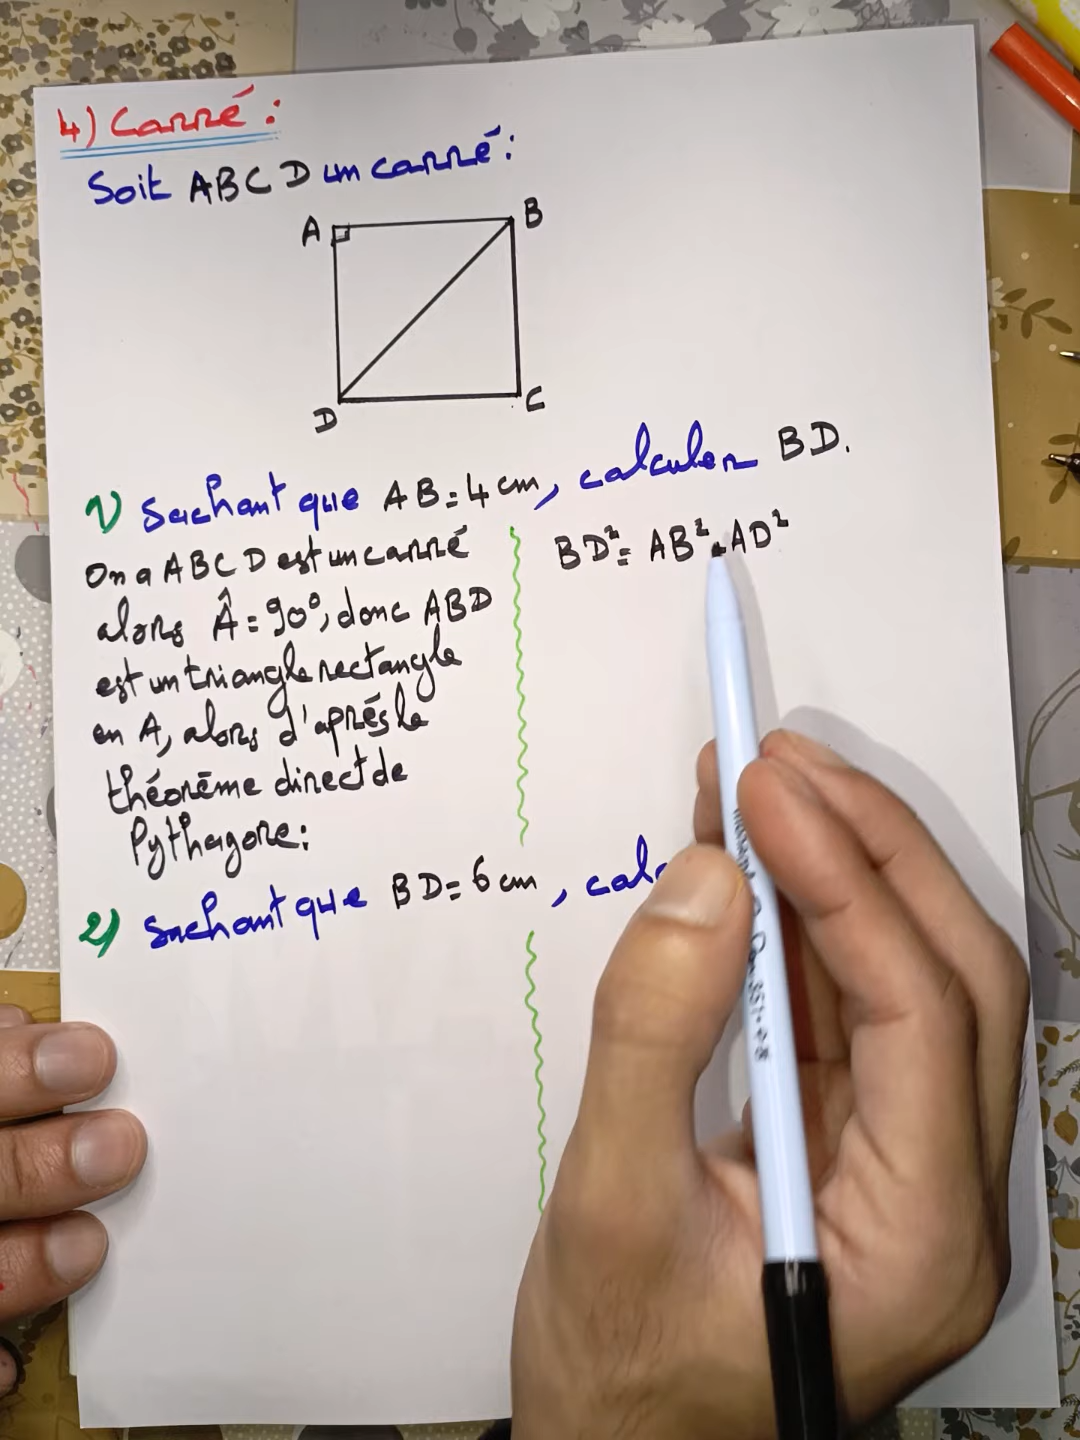 4) Carré :
Soit ABCD un carré :
A
B
D
C
1) Sachant que AB = 4 cm, calculer BD.
On a ABCD est un carré
alors Â = 90°, donc ABD
est un triangle rectangle
en A, alors d'après le
théorème direct de
Pythagore :
BD² = AB² + AD²
2) Sachant que BD = 6 cm, calc